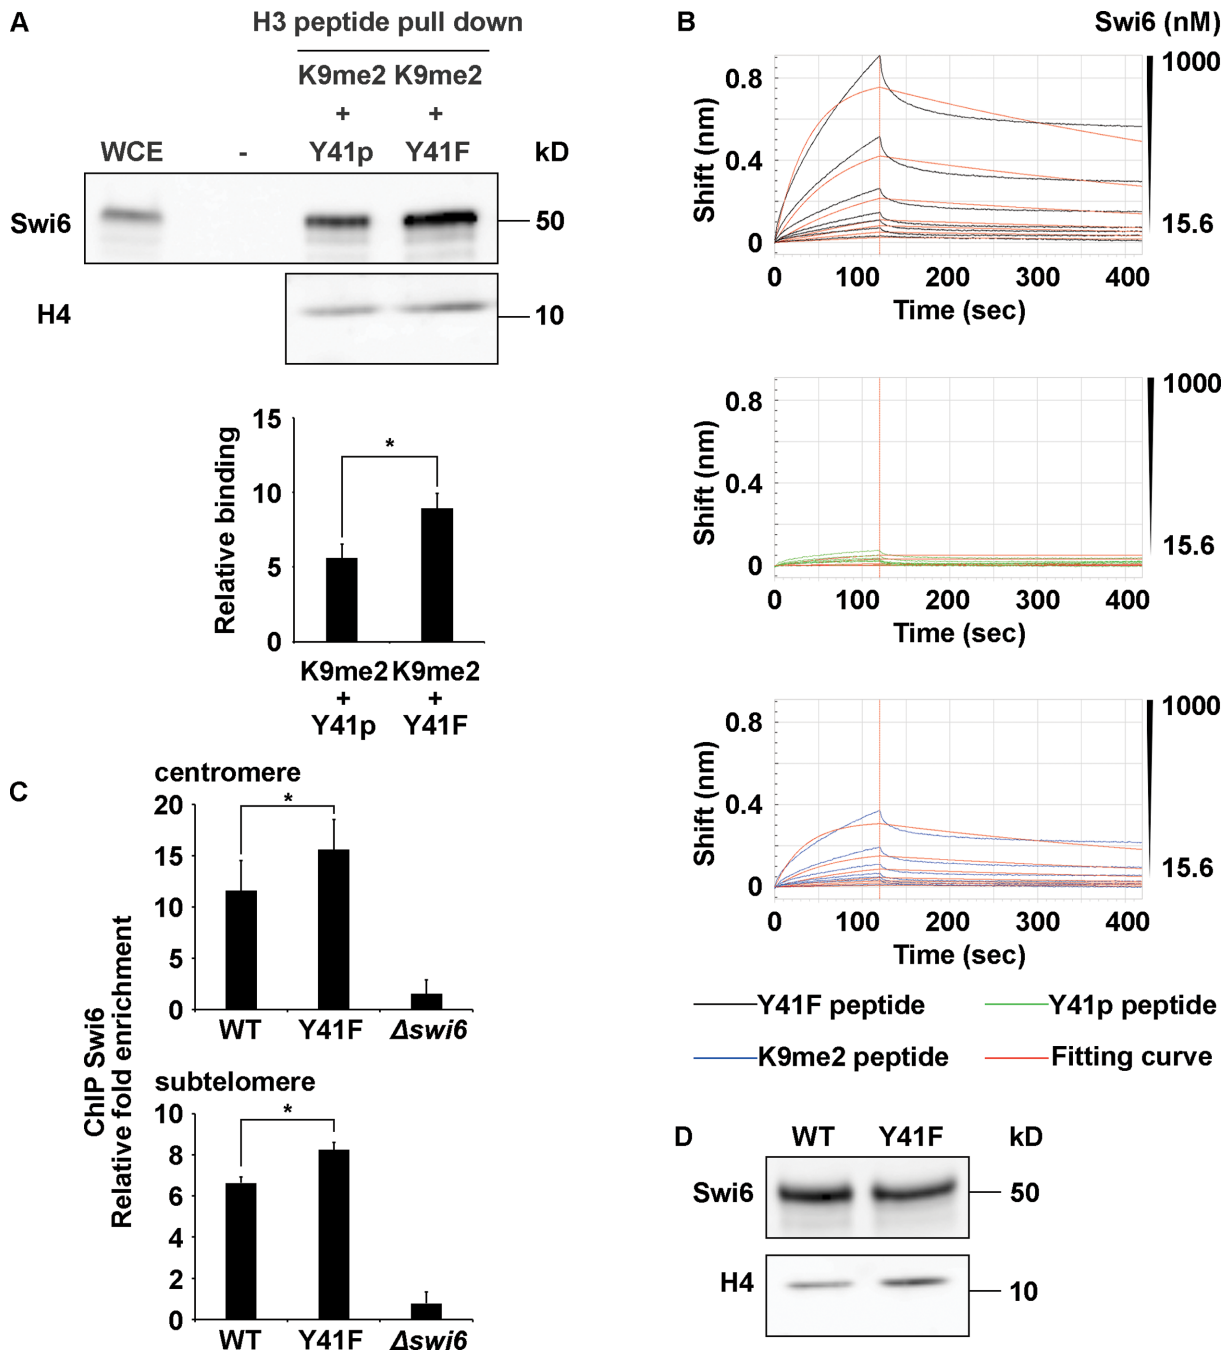 A
H3 peptide pull down
K9me2 K9me2
+ +
WCE - Y41p Y41F kD
Swi6
50
H4
10
15
10
5
0
Relative binding
*
K9me2 K9me2
+ +
Y41p Y41F
B
Swi6 (nM)
1000
15.6
0.8
0.4
0
Shift (nm)
0 100 200 300 400
Time (sec)
1000
15.6
0.8
0.4
0
Shift (nm)
0 100 200 300 400
Time (sec)
1000
15.6
0.8
0.4
0
Shift (nm)
0 100 200 300 400
Time (sec)
Y41F peptide
Y41p peptide
K9me2 peptide
Fitting curve
C
ChIP Swi6
Relative fold enrichment
centromere
20
15
10
5
0
*
WT Y41F Δswi6
subtelomere
10
8
6
4
2
0
*
WT Y41F Δswi6
D
WT Y41F kD
Swi6
50
H4
10